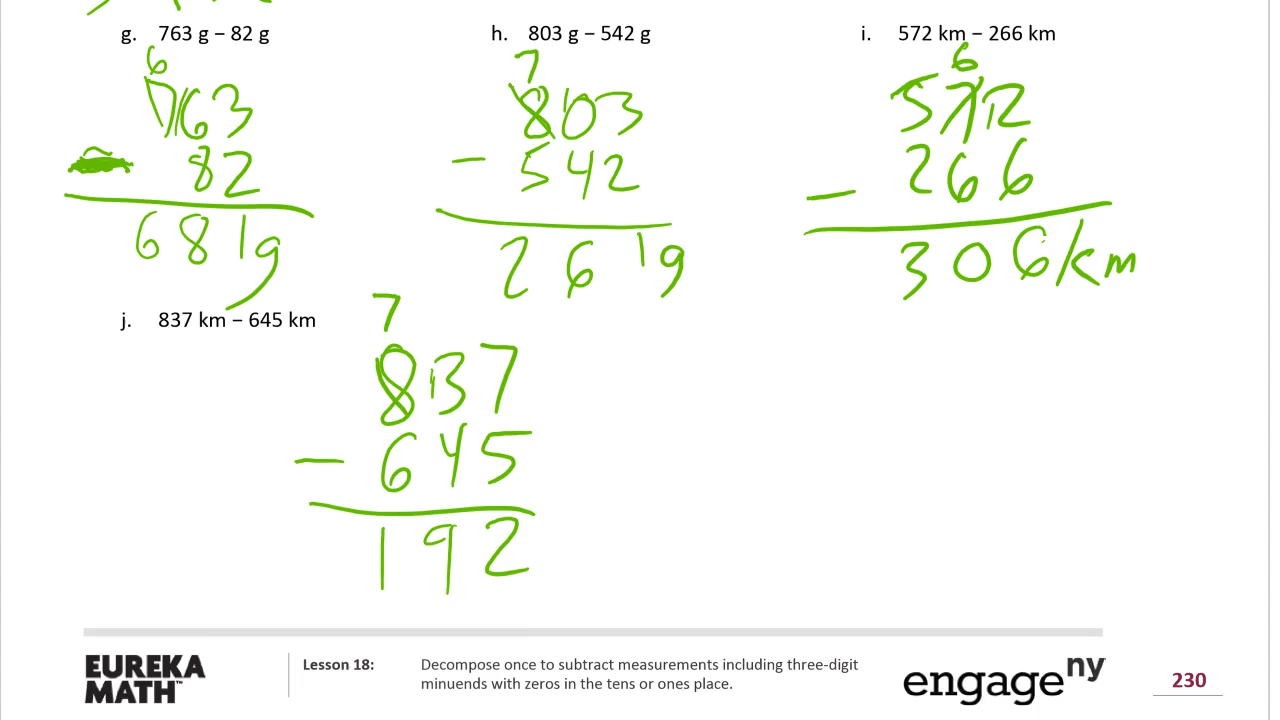 g. 763 g − 82 g
h. 803 g − 542 g
i. 572 km − 266 km
6
763
82
681g
7
803
− 542
261g
6
5712
− 266
306km
j. 837 km − 645 km
7
837
− 645
192
EUREKA
MATH™
Lesson 18:
Decompose once to subtract measurements including three-digit
minuends with zeros in the tens or ones place.
engage ny
230